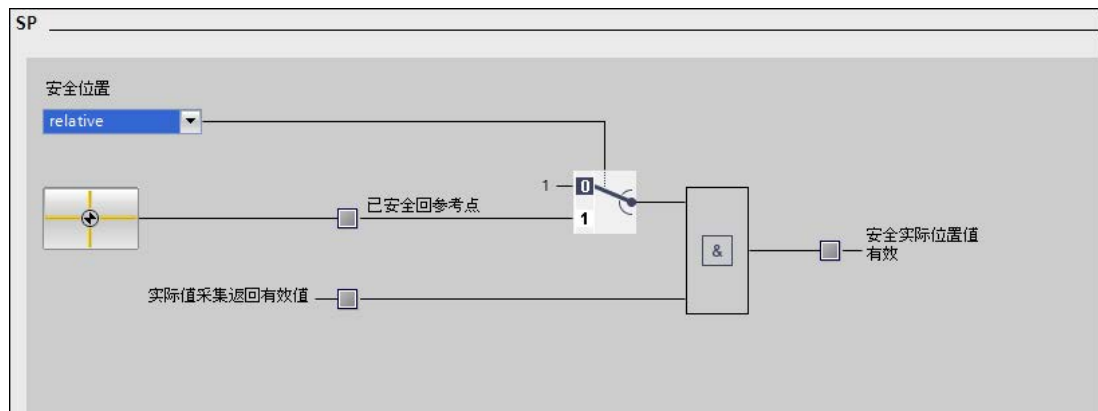 SP
安全位置
relative
1
0
已安全回参考点
1
&
安全实际位置值
有效
实际值采集返回有效值